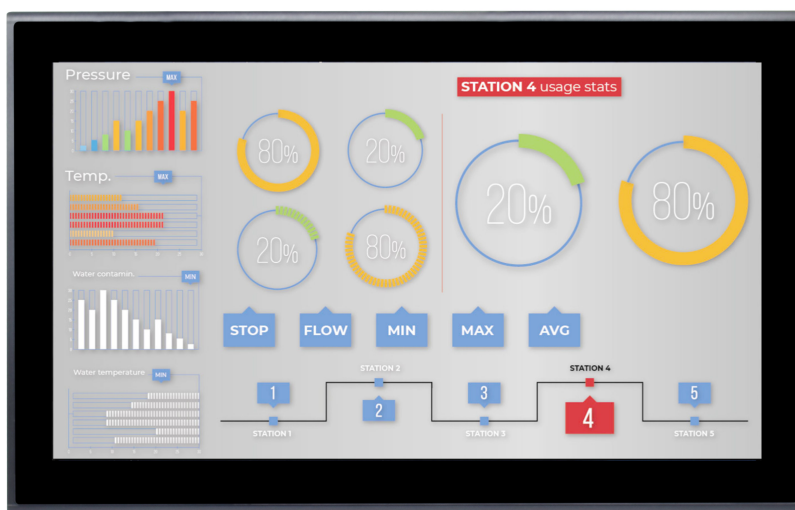 Pressure
MAX
Temp.
MAX
Water contamin.
MIN
Water temperature
MIN
80%
20%
20%
80%
STATION 4 usage stats
20%
80%
STOP
FLOW
MIN
MAX
AVG
STATION 2
STATION 4
1
2
3
4
5
STATION 1
STATION 3
STATION 5